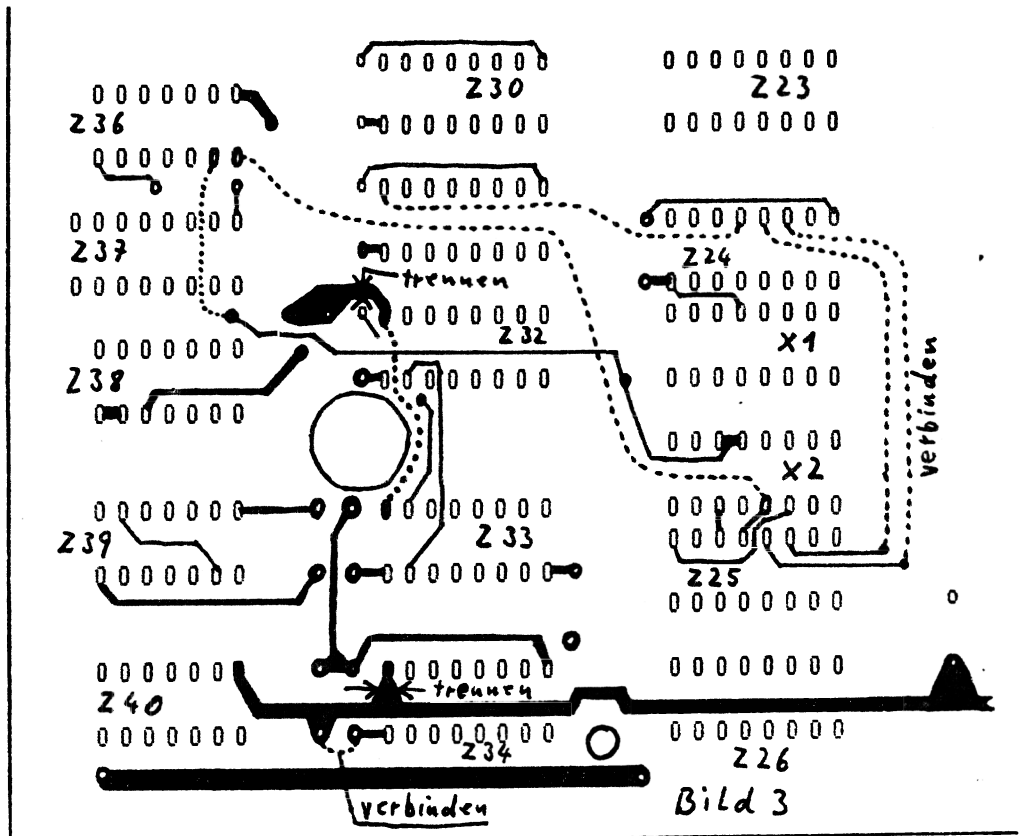 Z30
Z23
Z36
Z37
Z24
trennen
Z32
X1
Z38
verbinden
X2
Z39
Z33
Z25
trennen
Z40
Z34
Z26
verbinden
Bild 3